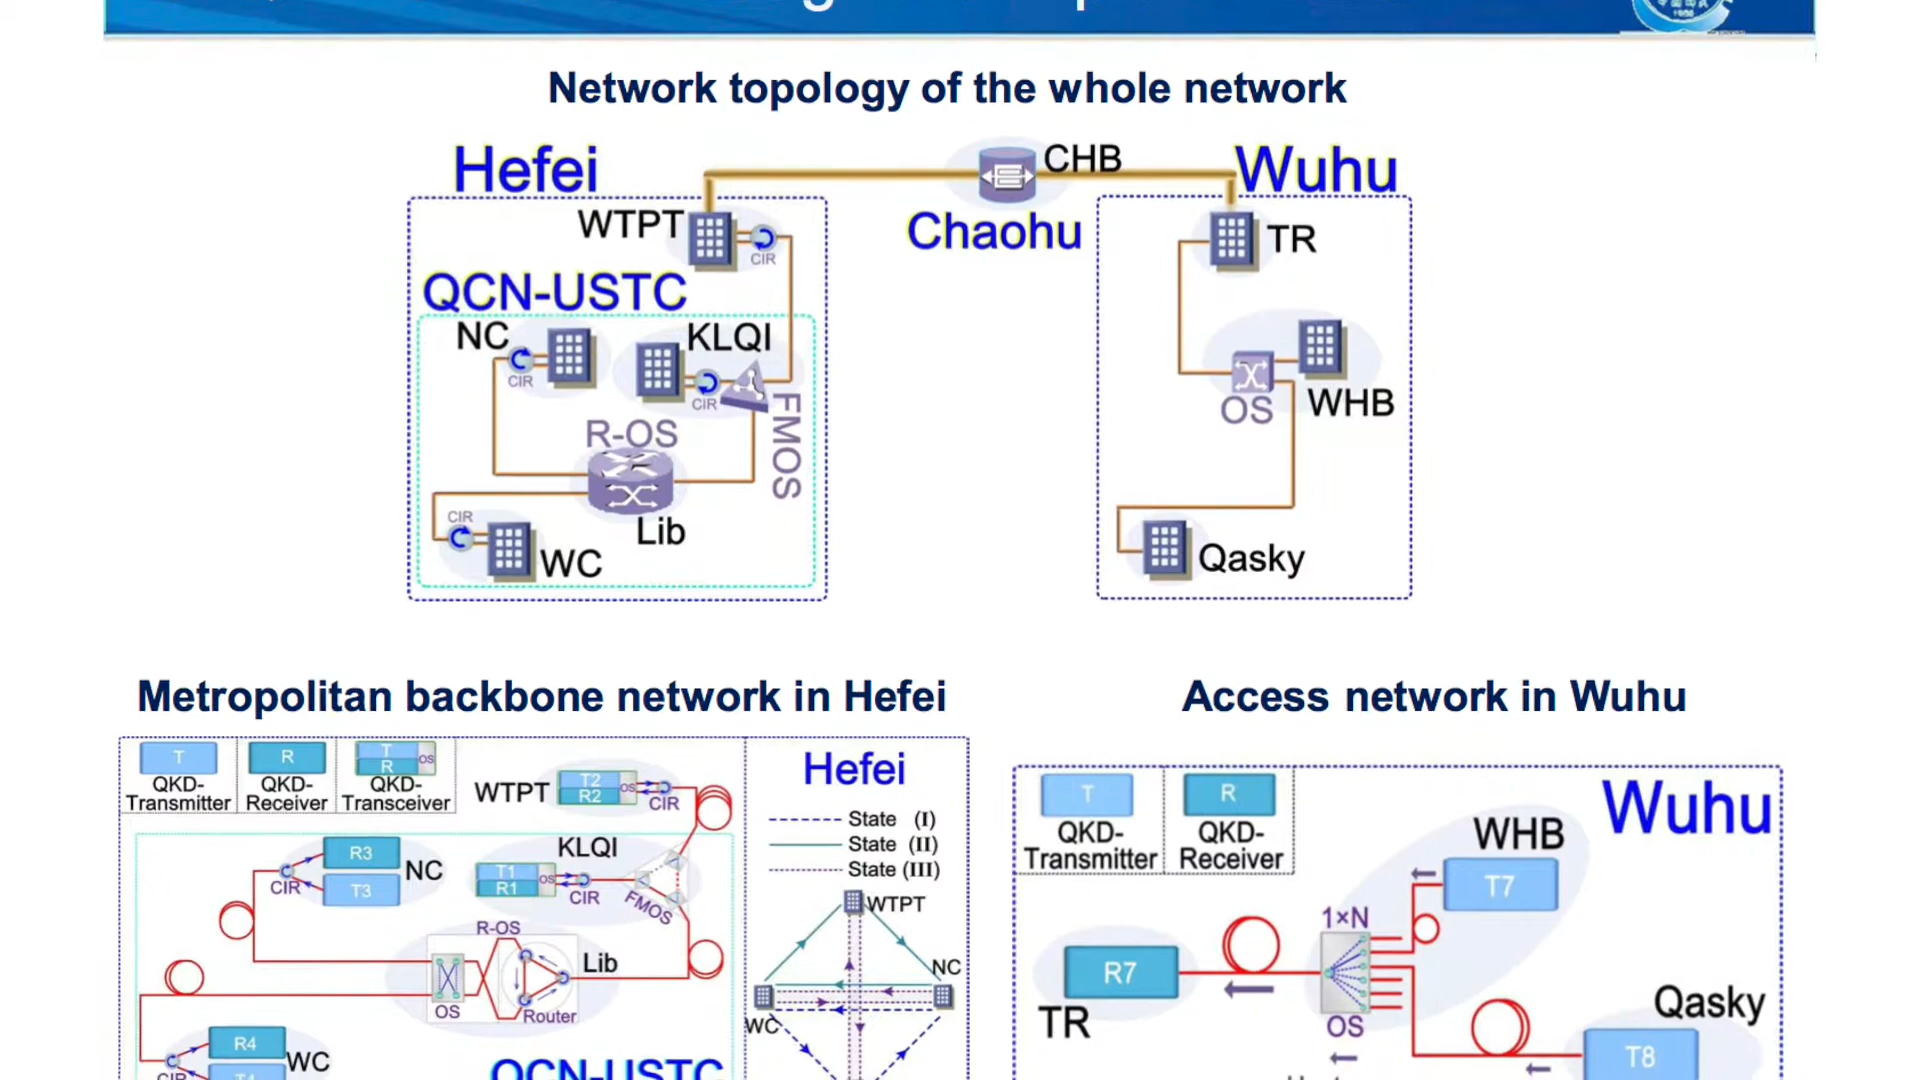 Network topology of the whole network
Hefei
CHB
Wuhu
WTPT
CIR
Chaohu
TR
QCN-USTC
NC
CIR
KLQI
CIR
FMOS
R-OS
Lib
CIR
WC
OS
WHB
Qasky
Metropolitan backbone network in Hefei
Access network in Wuhu
T
QKD-
Transmitter
R
QKD-
Receiver
T
R
OS
QKD-
Transceiver
WTPT
T2
R2
OS
CIR
KLQI
T1
R1
OS
CIR
FMOS
R3
T3
NC
CIR
R-OS
Lib
OS
Router
R4
WC
QCN-USTC
Hefei
State (I)
State (II)
State (III)
WTPT
NC
WC
T
QKD-
Transmitter
R
QKD-
Receiver
Wuhu
WHB
T7
1×N
R7
TR
OS
Qasky
T8